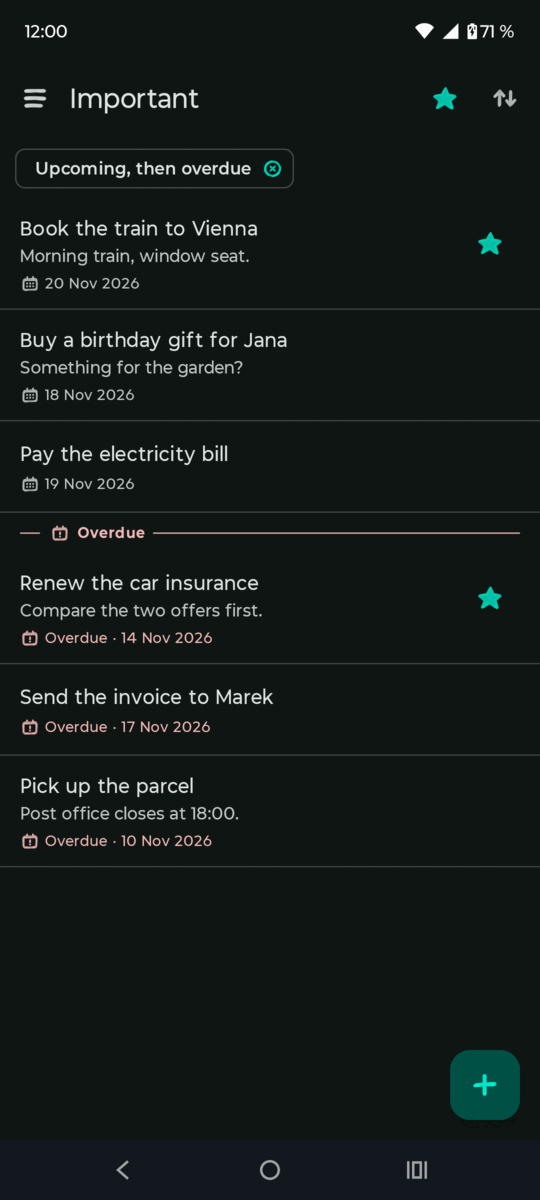 12:00
71 %
Important
Upcoming, then overdue
Book the train to Vienna
Morning train, window seat.
20 Nov 2026
Buy a birthday gift for Jana
Something for the garden?
18 Nov 2026
Pay the electricity bill
19 Nov 2026
Overdue
Renew the car insurance
Compare the two offers first.
Overdue · 14 Nov 2026
Send the invoice to Marek
Overdue · 17 Nov 2026
Pick up the parcel
Post office closes at 18:00.
Overdue · 10 Nov 2026